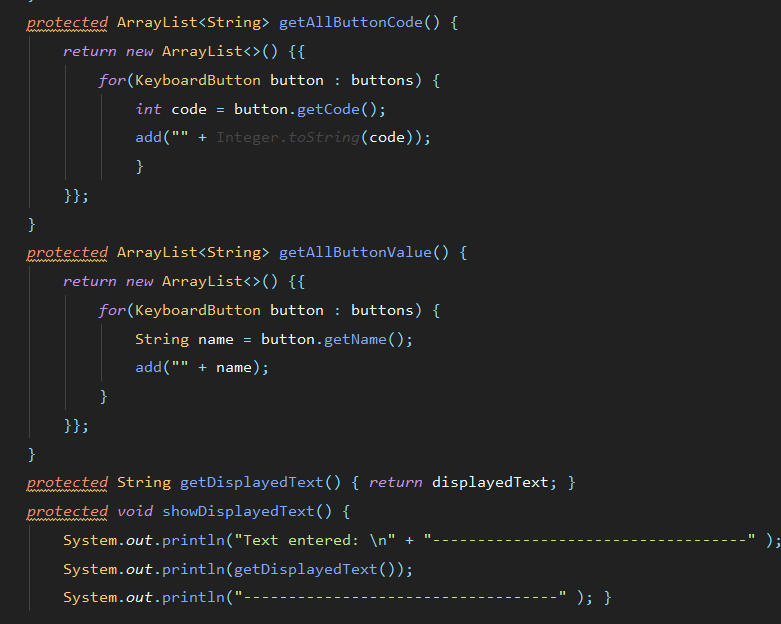 protected ArrayList<String> getAllButtonCode() {
return new ArrayList<>() {{
for(KeyboardButton button : buttons) {
int code = button.getCode();
add("" + Integer.toString(code));
}
}};
}
protected ArrayList<String> getAllButtonValue() {
return new ArrayList<>() {{
for(KeyboardButton button : buttons) {
String name = button.getName();
add("" + name);
}
}};
}
protected String getDisplayedText() { return displayedText; }
protected void showDisplayedText() {
System.out.println("Text entered: \n" + "-----------------------------------" );
System.out.println(getDisplayedText());
System.out.println("-----------------------------------" ); }